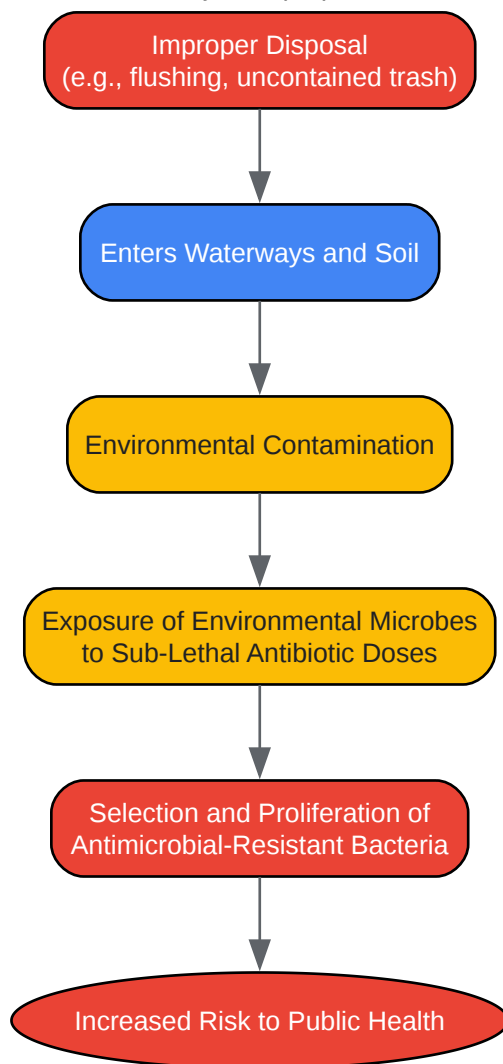 Improper Disposal
(e.g., flushing, uncontained trash)
Enters Waterways and Soil
Environmental Contamination
Exposure of Environmental Microbes
to Sub-Lethal Antibiotic Doses
Selection and Proliferation of
Antimicrobial-Resistant Bacteria
Increased Risk to Public Health